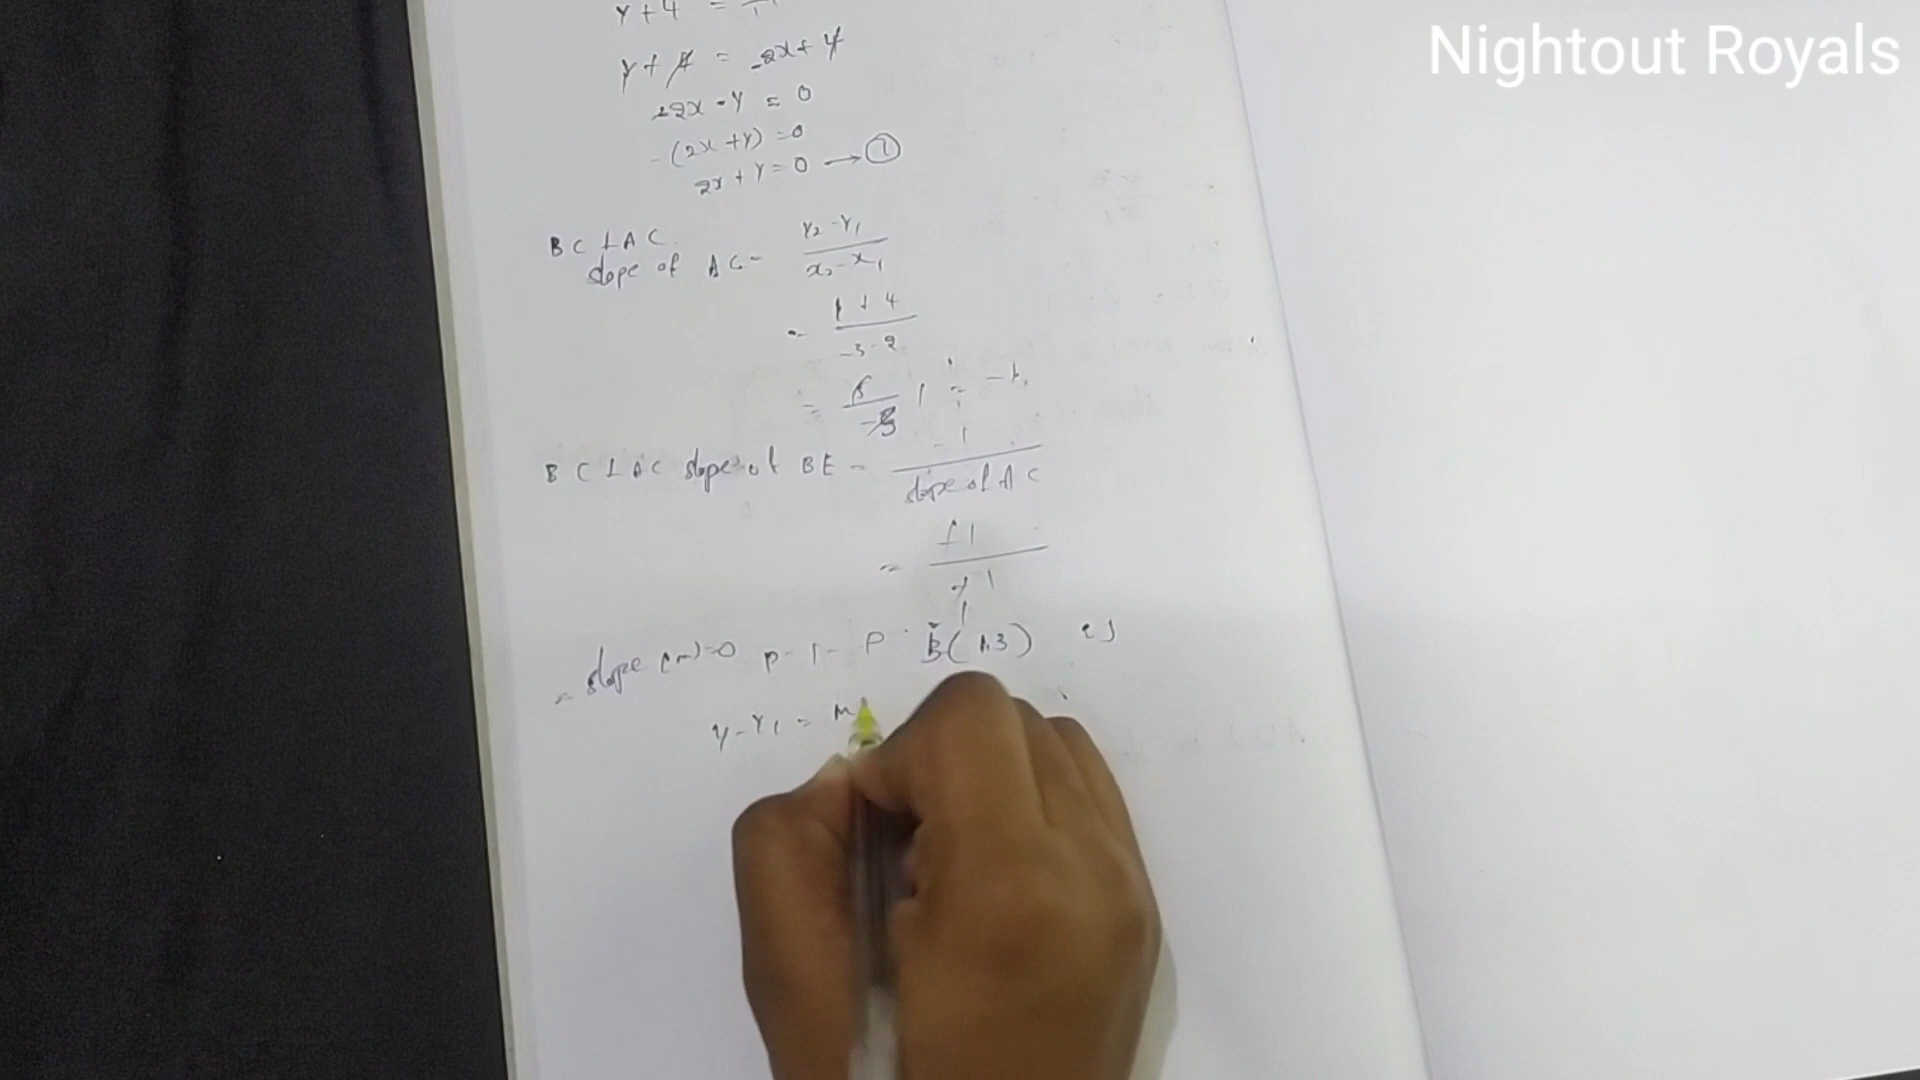 Nightout Royals
y + 4 =
y + 4 = -2x + 4
-2x - y = 0
-(2x + y) = 0
2x + y = 0 → ①
BC ⊥ AC
slope of AC = y₂ - y₁ / x₂ - x₁
= 1 + 4 / -3 - 2
= 5 / -5 = -1
BC ⊥ AC slope of BE = -1 / slope of AC
= -1 / -1
= slope (m) = 0 B(1,3)
y - y₁ = m